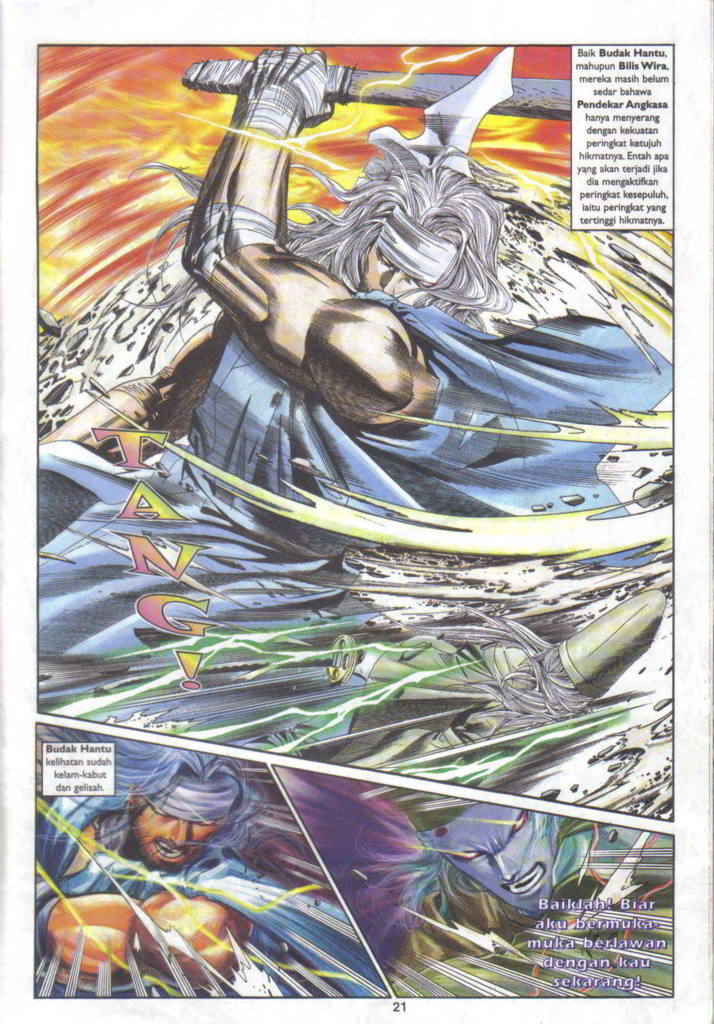 Baik Budak Hantu,
mahupun Bilis Wira,
mereka masih belum
sedar bahawa
Pendekar Angkasa
hanya menyerang
dengan kekuatan
peringkat ketujuh
hikmatnya. Entah apa
yang akan terjadi jika
dia mengaktifkan
peringkat kesepuluh,
iaitu peringkat yang
tertinggi hikmatnya.
TANG!
Budak Hantu
kelihatan sudah
kelam-kabut
dan gelisah.
Baiklah! Biar
aku bermuka-
muka berlawan
dengan kau
sekarang!
21